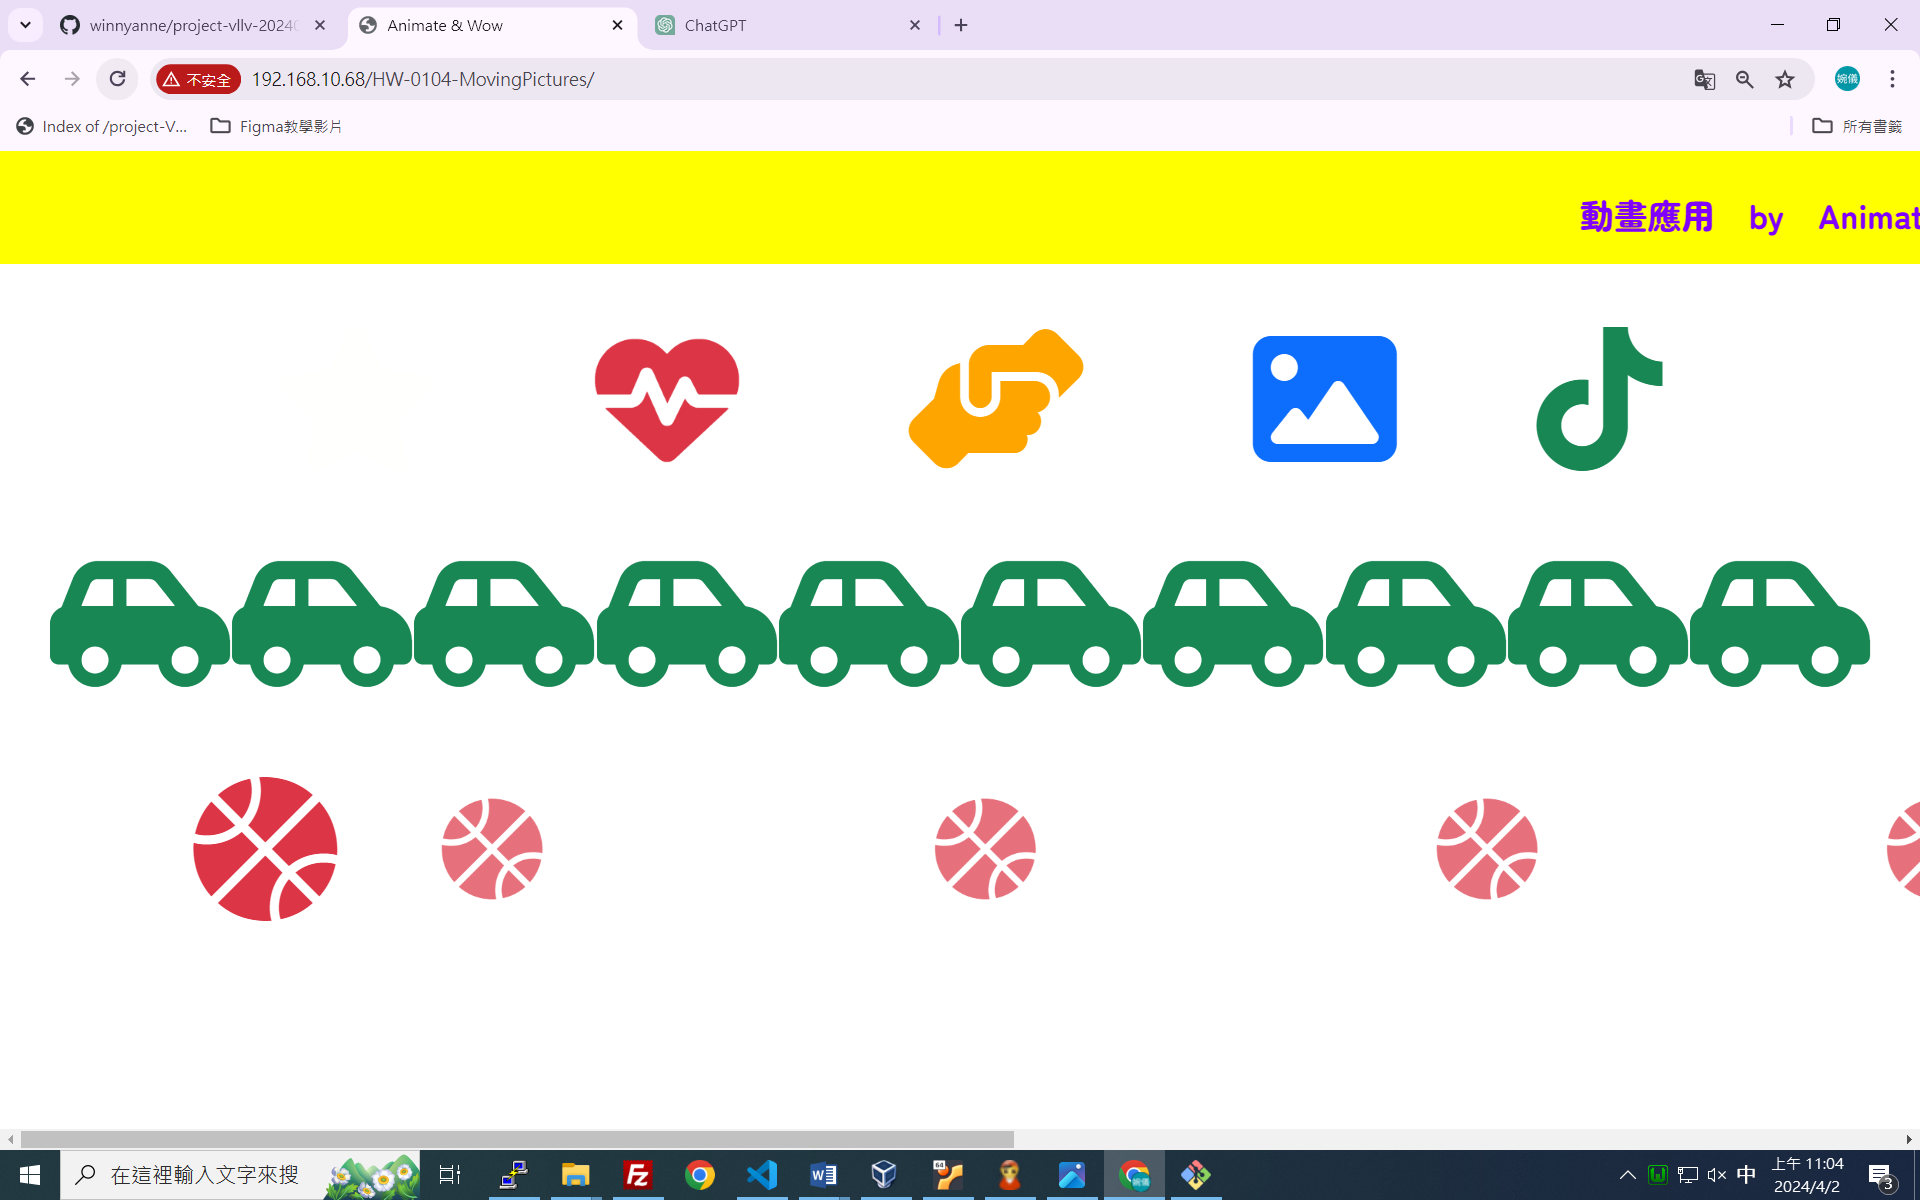 winnyanne/project-vllv-2024
Animate & Wow
ChatGPT
不安全
192.168.10.68/HW-0104-MovingPictures/
婉儀
Index of /project-V...
Figma教學影片
所有書籤
動畫應用 by Animat
在這裡輸入文字來搜
中
上午 11:04
2024/4/2
3